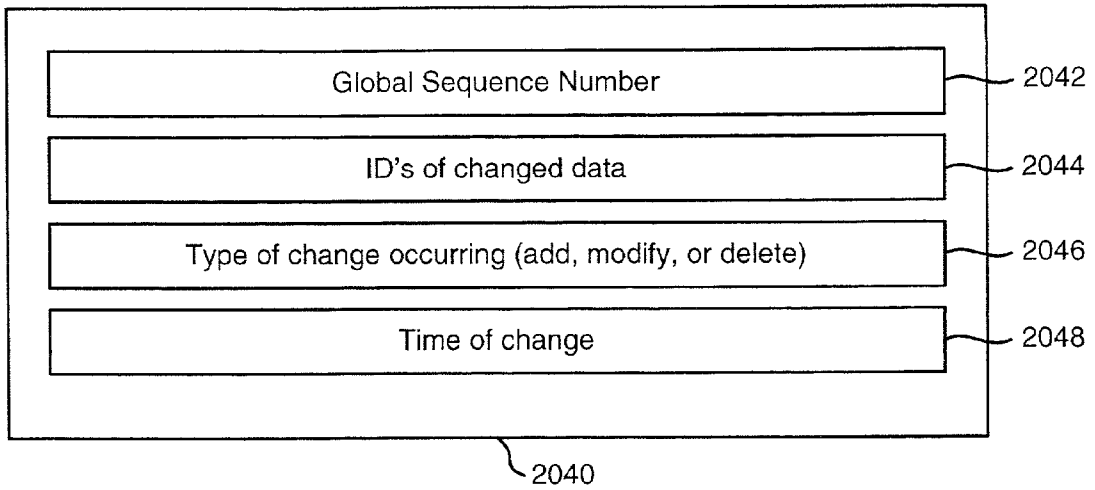 Global Sequence Number 2042
ID's of changed data 2044
Type of change occurring (add, modify, or delete) 2046
Time of change 2048
2040